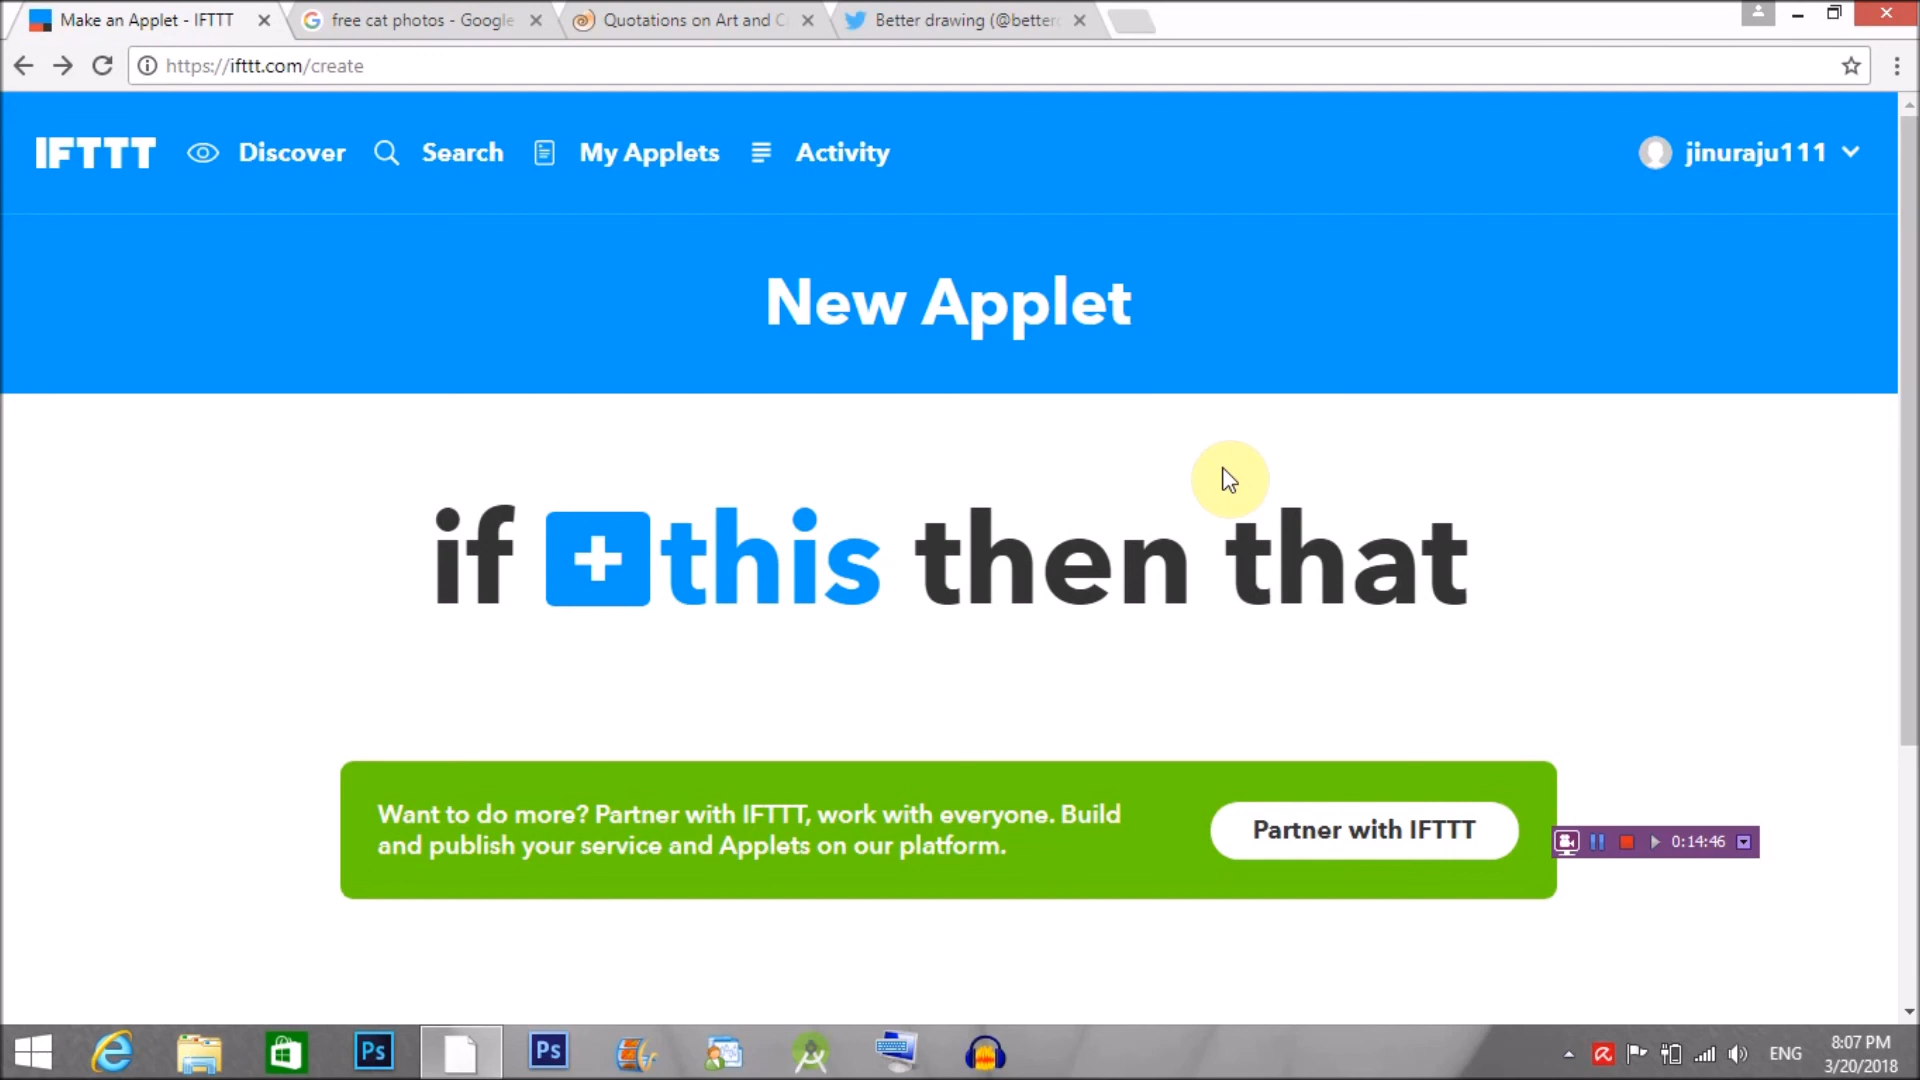 Make an Applet - IFTTT
free cat photos - Google
Quotations on Art and C
Better drawing (@better
https://ifttt.com/create
IFTTT
Discover
Search
My Applets
Activity
jinuraju111
New Applet
if +this then that
Want to do more? Partner with IFTTT, work with everyone. Build
and publish your service and Applets on our platform.
Partner with IFTTT
0:14:46
Ps
Ps
ENG
8:07 PM
3/20/2018